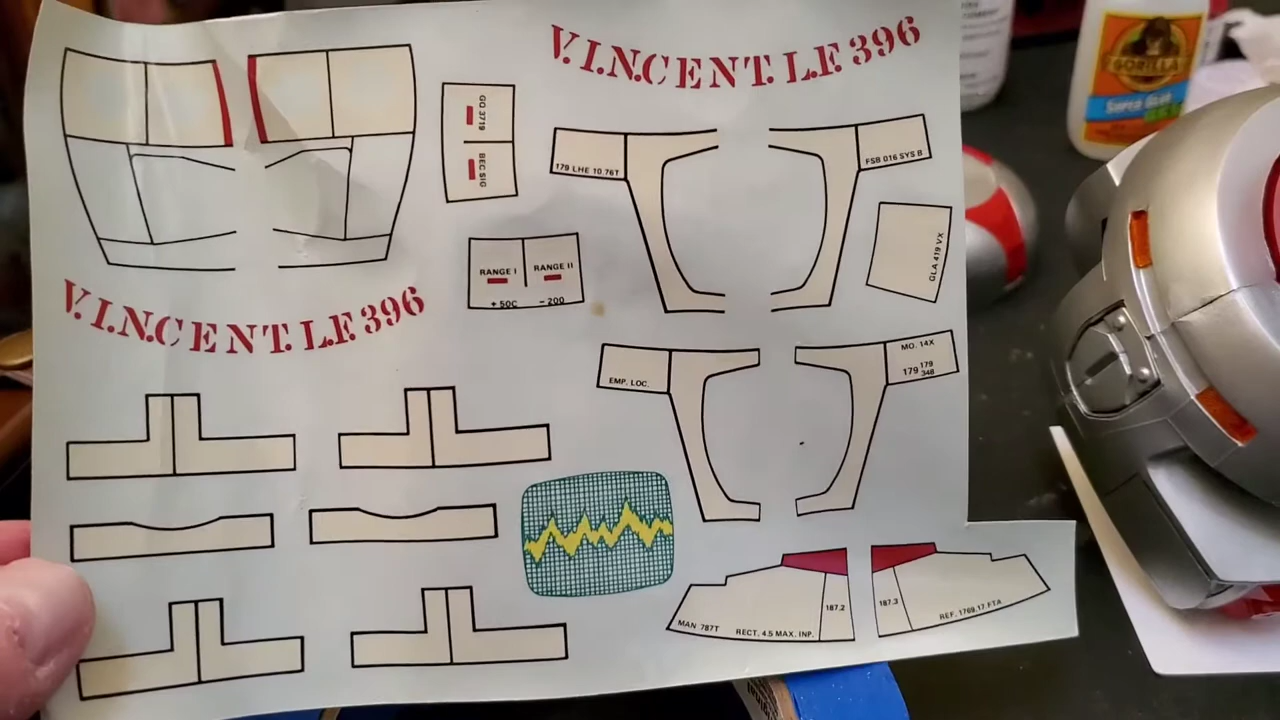 V.I.N.CENT. L.F. 396
GG 3719
BEC SIG
179 LHE 10.76T
FSB 016 SYS B
GLA 419 VX
RANGE I
RANGE II
+ 50C
- 200
V.I.N.CENT. L.F. 396
EMP. LOC.
MO. 14X
179 179
348
MAN 787T
RECT. 4.5 MAX. INP.
187.2
187.3
REF. 1769.17 FTA
GORILLA
Super Glue